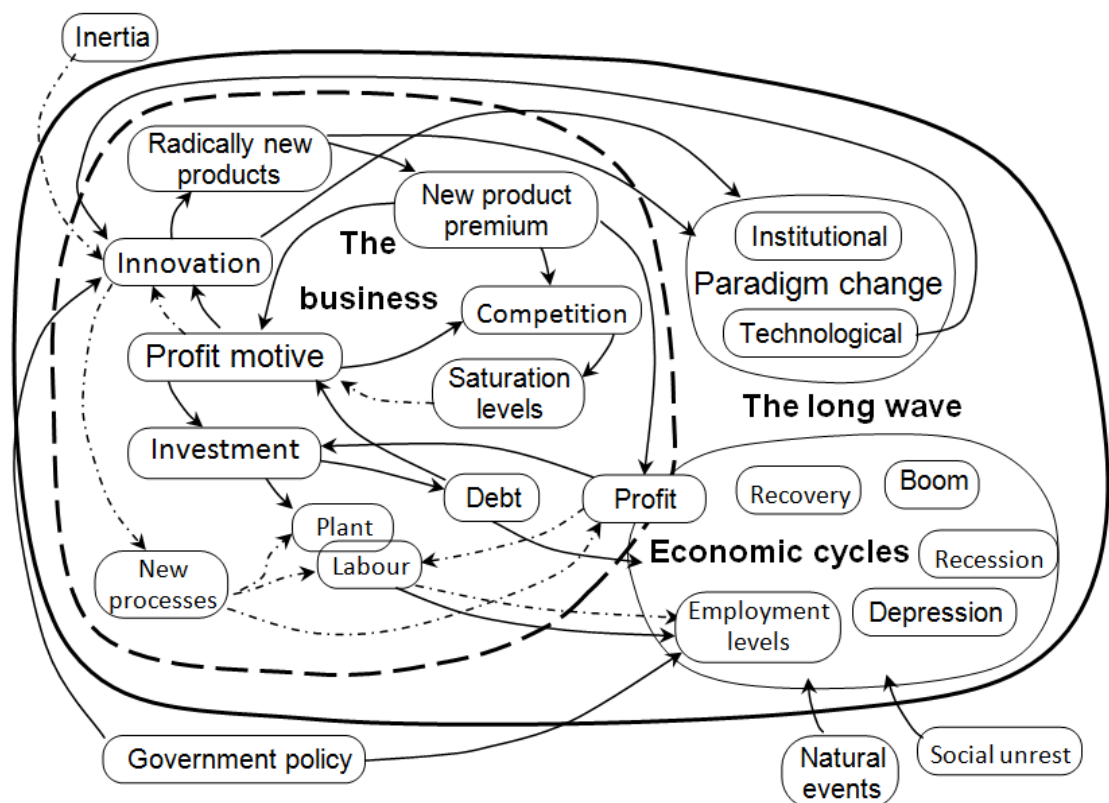 Inertia
Radically new
products
New product
premium
The
business
Innovation
Institutional
Paradigm change
Technological
Competition
Profit motive
Saturation
levels
The long wave
Investment
Debt
Profit
Recovery
Boom
Plant
Labour
Economic cycles
Recession
New
processes
Employment
levels
Depression
Government policy
Natural
events
Social unrest